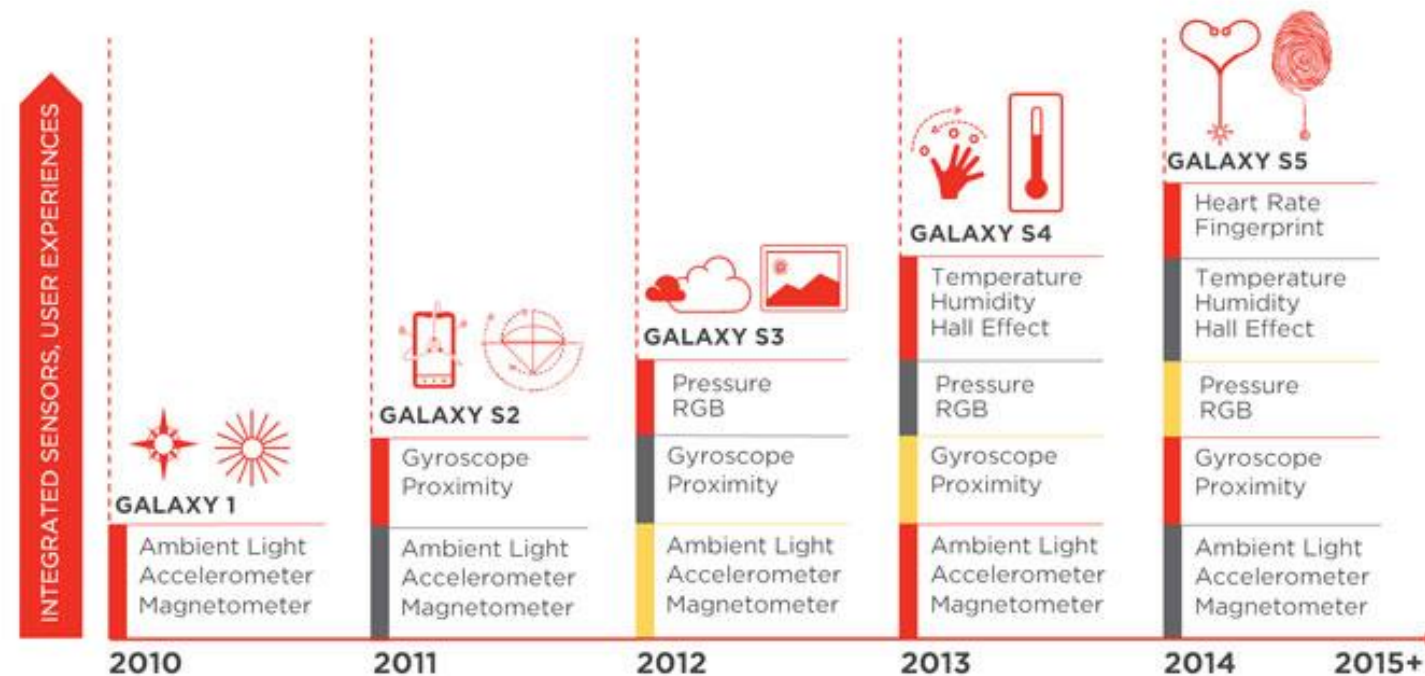 INTEGRATED SENSORS, USER EXPERIENCES
GALAXY 1
Ambient Light
Accelerometer
Magnetometer
2010
GALAXY S2
Gyroscope
Proximity
Ambient Light
Accelerometer
Magnetometer
2011
GALAXY S3
Pressure
RGB
Gyroscope
Proximity
Ambient Light
Accelerometer
Magnetometer
2012
GALAXY S4
Temperature
Humidity
Hall Effect
Pressure
RGB
Gyroscope
Proximity
Ambient Light
Accelerometer
Magnetometer
2013
GALAXY S5
Heart Rate
Fingerprint
Temperature
Humidity
Hall Effect
Pressure
RGB
Gyroscope
Proximity
Ambient Light
Accelerometer
Magnetometer
2014
2015+